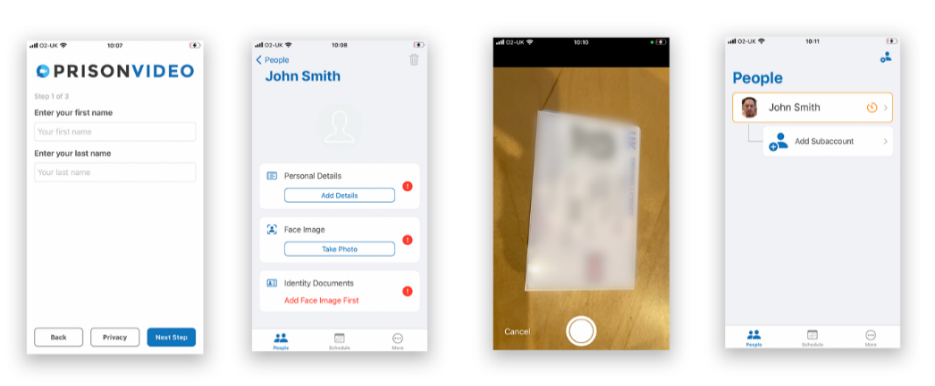 O2-UK 10:07
PRISONVIDEO
Step 1 of 3
Enter your first name
Your first name
Enter your last name
Your last name
Back Privacy Next Step
O2-UK 10:08
People
John Smith
Personal Details
Add Details
Face Image
Take Photo
Identity Documents
Add Face Image First
People Schedule More
O2-UK 10:10
Cancel
O2-UK 10:11
People
John Smith
Add Subaccount
People Schedule More